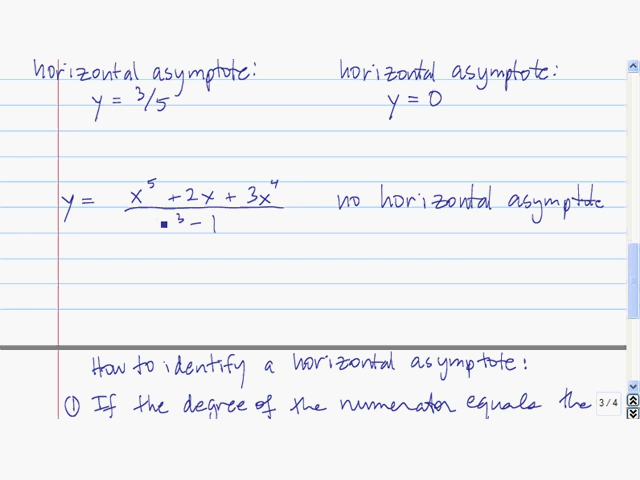 horizontal asymptote: horizontal asymptote:
y = 3/5 y = 0
y = (x^5 + 2x + 3x^4) / (^3 - 1) no horizontal asymptote
How to identify a horizontal asymptote:
① If the degree of the numerator equals the
3/4